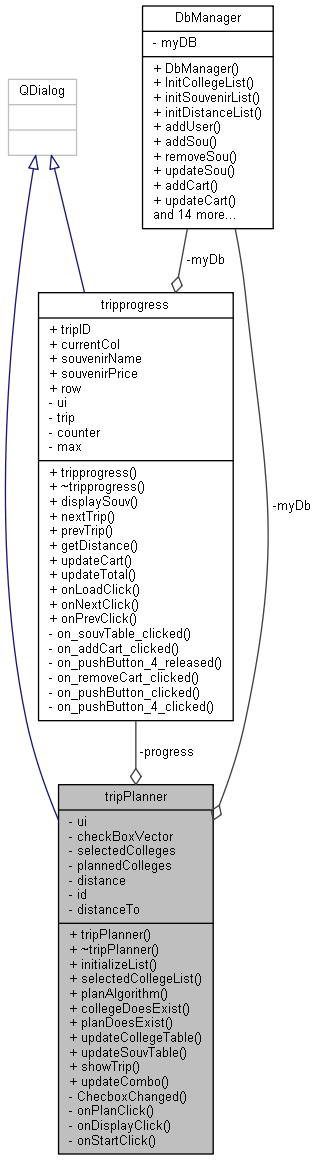 DbManager
- myDB
+ DbManager()
+ InitCollegeList()
+ initSouvenirList()
+ initDistanceList()
+ addUser()
+ addSou()
+ removeSou()
+ updateSou()
+ addCart()
+ updateCart()
and 14 more...
QDialog
-myDb
tripprogress
+ tripID
+ currentCol
+ souvenirName
+ souvenirPrice
+ row
- ui
- trip
- counter
- max
+ tripprogress()
+ ~tripprogress()
+ displaySouv()
+ nextTrip()
+ prevTrip()
+ getDistance()
+ updateCart()
+ updateTotal()
+ onLoadClick()
+ onNextClick()
+ onPrevClick()
- on_souvTable_clicked()
- on_addCart_clicked()
- on_pushButton_4_released()
- on_removeCart_clicked()
- on_pushButton_clicked()
- on_pushButton_4_clicked()
-myDb
-progress
tripPlanner
- ui
- checkBoxVector
- selectedColleges
- plannedColleges
- distance
- id
- distanceTo
+ tripPlanner()
+ ~tripPlanner()
+ initializeList()
+ selectedCollegeList()
+ planAlgorithm()
+ collegeDoesExist()
+ planDoesExist()
+ updateCollegeTable()
+ updateSouvTable()
+ showTrip()
+ updateCombo()
- ChecboxChanged()
- onPlanClick()
- onDisplayClick()
- onStartClick()